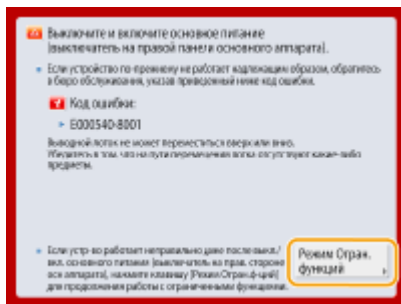 Выключите и включите основное питание
(выключатель на правой панели основного аппарата).
Если устройство по-прежнему не работает надлежащим образом, обратитесь
в бюро обслуживания, указав приведенный ниже код ошибки.
Код ошибки:
E000540-8001
Выводной лоток не может переместиться вверх или вниз.
Убедитесь в том, что на пути перемещения лотка отсутствуют какие-либо
предметы.
Если устр-во работает неправильно даже после выкл./
вкл. основного питания (выключатель на прав. стороне
осн аппарата), нажмите клавишу [Режим Огран.ф-ций]
для продолжения работы с ограниченными функциями.
Режим Огран.
функций